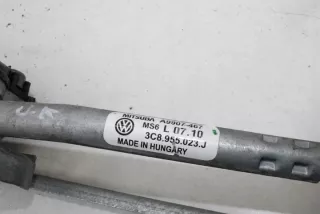 MITSUBA A5907-467
MS6 L 07.10
3C8.955.023.J
MADE IN HUNGARY